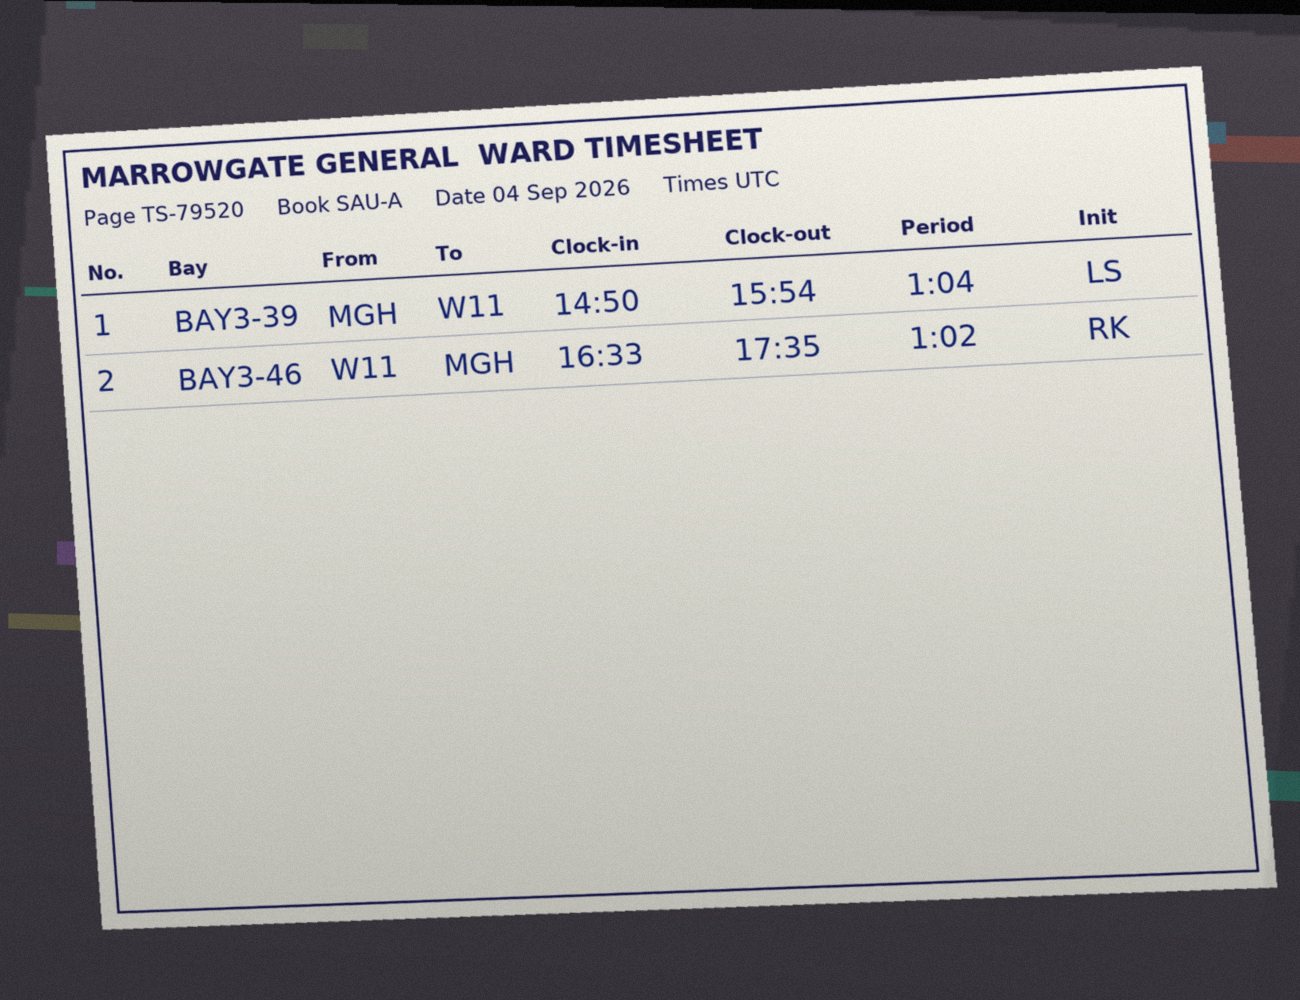 MARROWGATE GENERAL WARD TIMESHEET
Page TS-79520 Book SAU-A Date 04 Sep 2026 Times UTC
No. Bay From To Clock-in Clock-out Period Init
1 BAY3-39 MGH W11 14:50 15:54 1:04 LS
2 BAY3-46 W11 MGH 16:33 17:35 1:02 RK